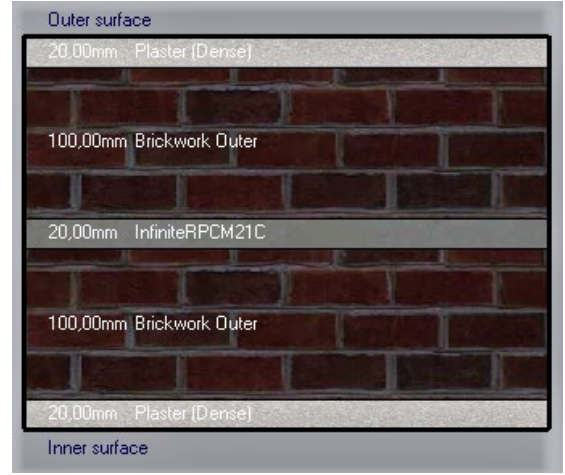 Outer surface
20,00mm Plaster (Dense)
100,00mm Brickwork Outer
20,00mm InfiniteRPCM21C
100,00mm Brickwork Outer
20,00mm Plaster (Dense)
Inner surface